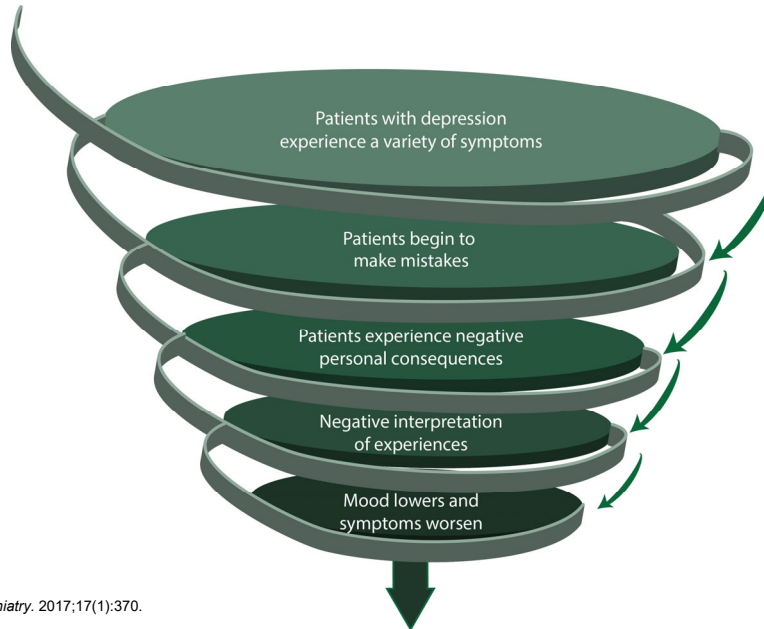 Patients with depression
experience a variety of symptoms
Patients begin to
make mistakes
Patients experience negative
personal consequences
Negative interpretation
of experiences
Mood lowers and
symptoms worsen
2017;17(1):370.